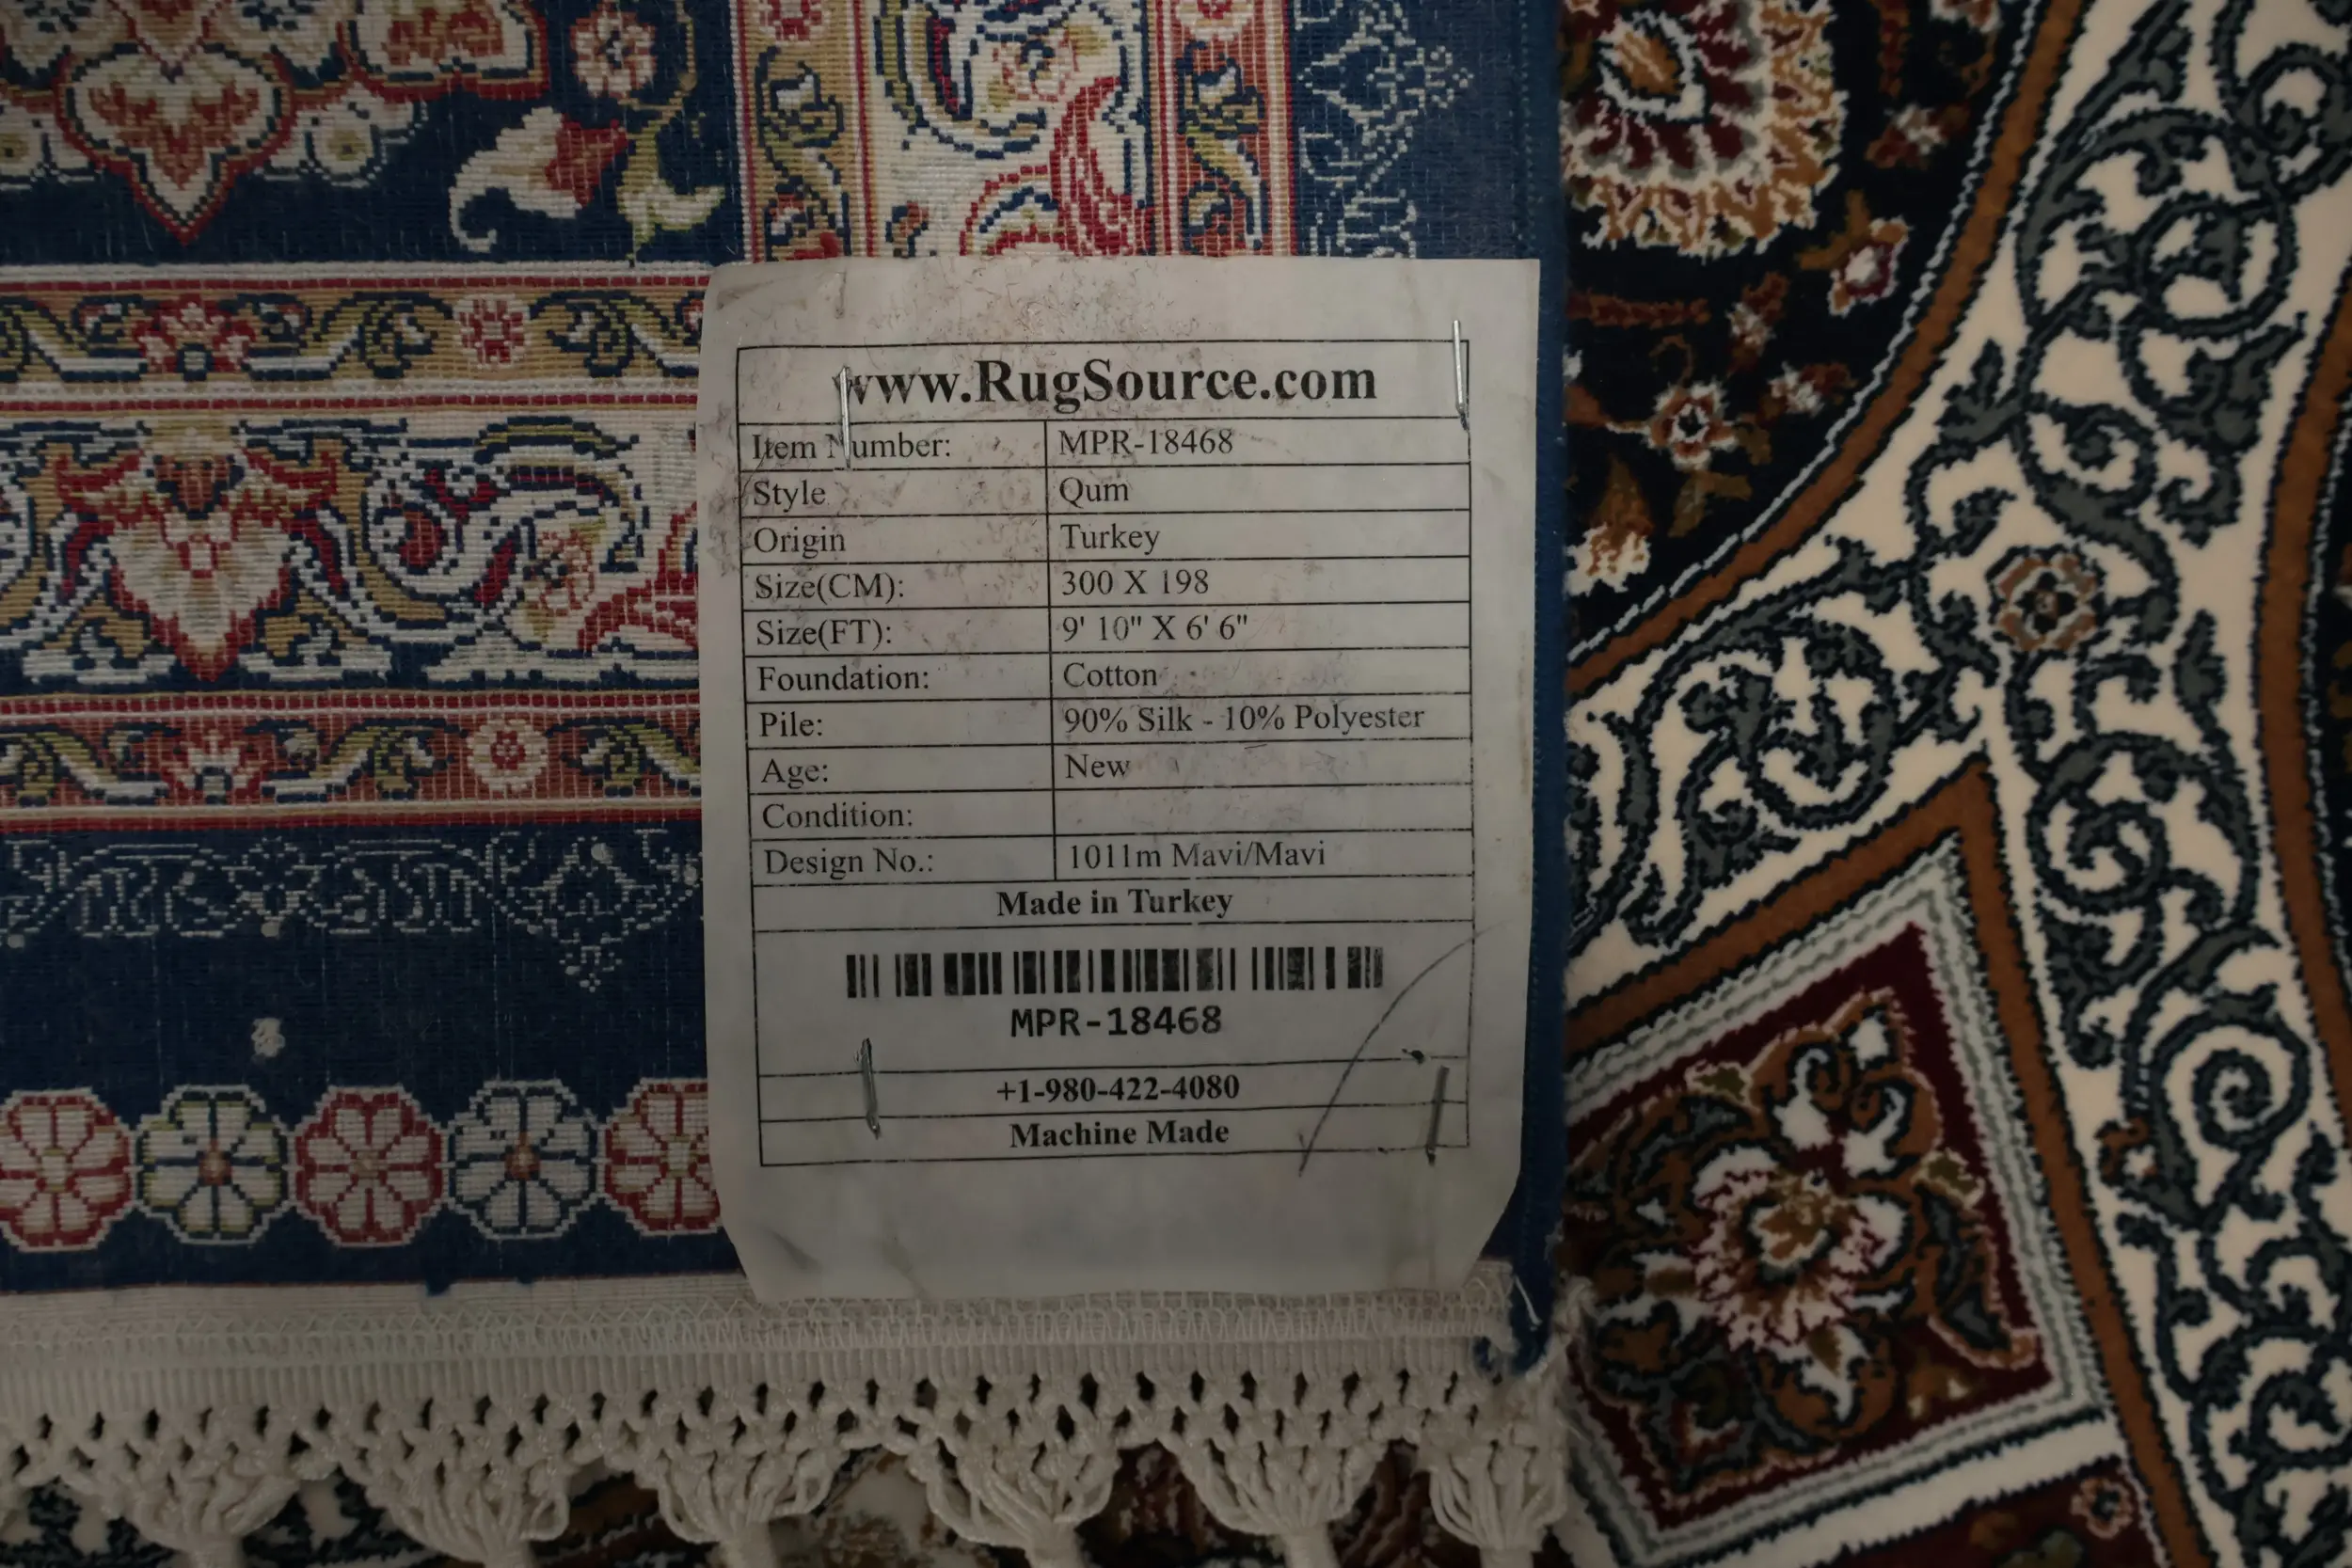 www.RugSource.com
Item Number: MPR-18468
Style Qum
Origin Turkey
Size(CM): 300 X 198
Size(FT): 9' 10" X 6' 6"
Foundation: Cotton
Pile: 90% Silk - 10% Polyester
Age: New
Condition:
Design No.: 1011m Mavi/Mavi
Made in Turkey
MPR-18468
+1-980-422-4080
Machine Made